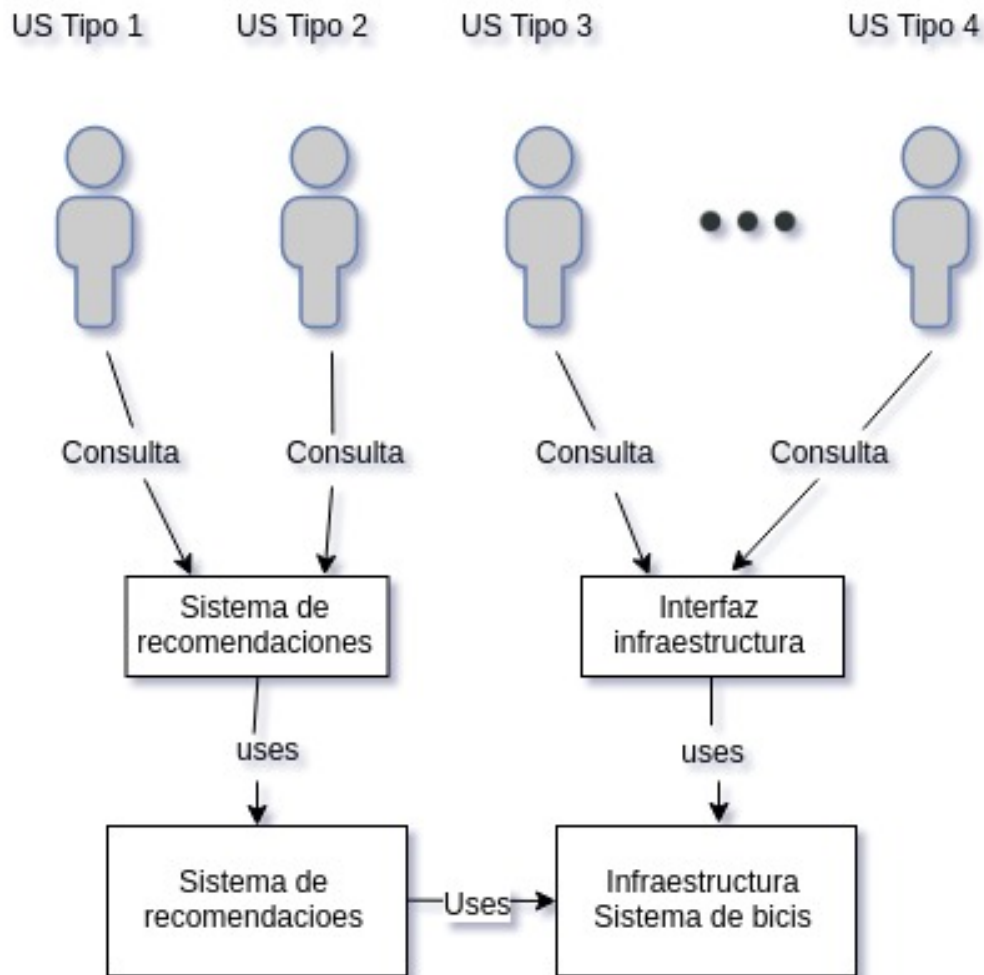 US Tipo 1
US Tipo 2
US Tipo 3
US Tipo 4
Consulta
Consulta
Consulta
Consulta
Sistema de
recomendaciones
Interfaz
infraestructura
uses
uses
Sistema de
recomendacioes
Uses
Infraestructura
Sistema de bicis